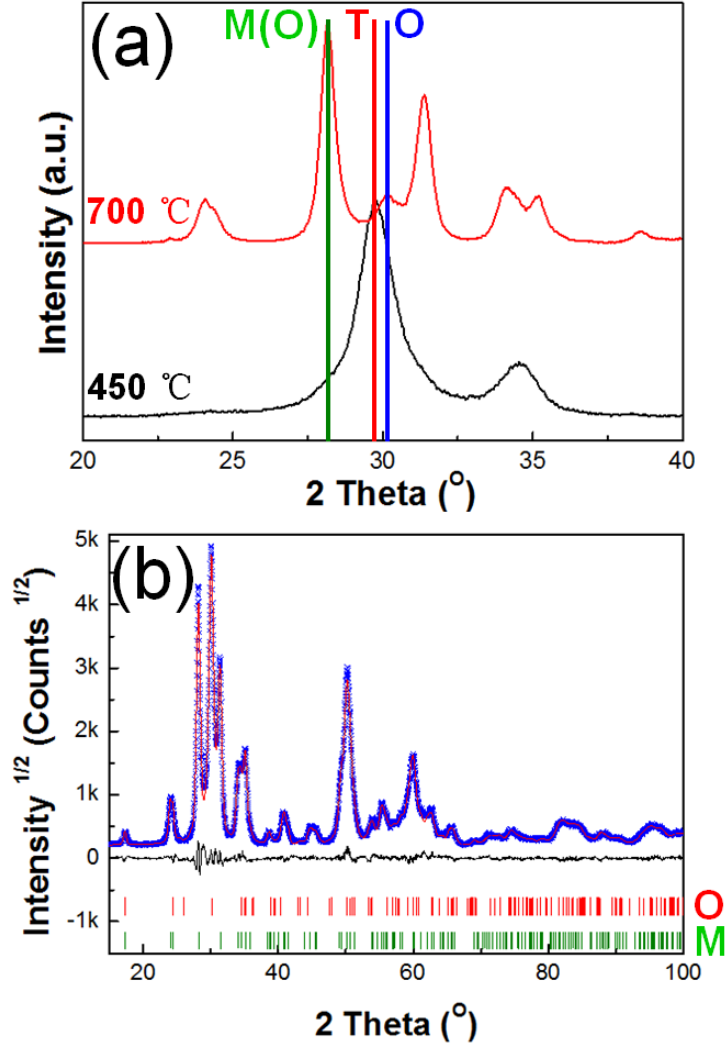 (a)
M(O) T O
700 ℃
450 ℃
Intensity (a.u.)
20 25 30 35 40
2 Theta (O)
(b)
5k
4k
3k
2k
1k
0
-1k
Intensity 1/2 (Counts 1/2)
O
M
20 40 60 80 100
2 Theta (O)